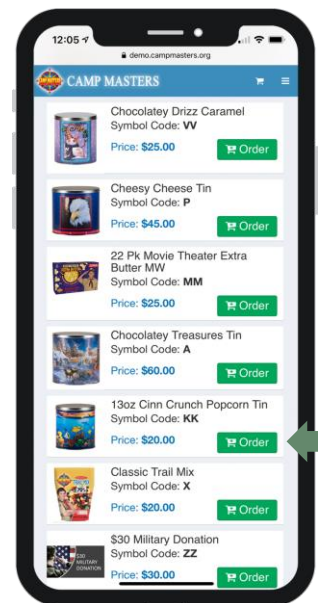 12:05
demo.campmasters.org
CAMP MASTERS
Chocolatey Drizz Caramel
Symbol Code: VV
Price: $25.00
Order
Cheesy Cheese Tin
Symbol Code: P
Price: $45.00
Order
22 Pk Movie Theater Extra
Butter MW
Symbol Code: MM
Price: $25.00
Order
Chocolatey Treasures Tin
Symbol Code: A
Price: $60.00
Order
13oz Cinn Crunch Popcorn Tin
Symbol Code: KK
Price: $20.00
Order
Classic Trail Mix
Symbol Code: X
Price: $20.00
Order
$30 Military Donation
Symbol Code: ZZ
$30
MILITARY
DONATION
Price: $30.00
Order